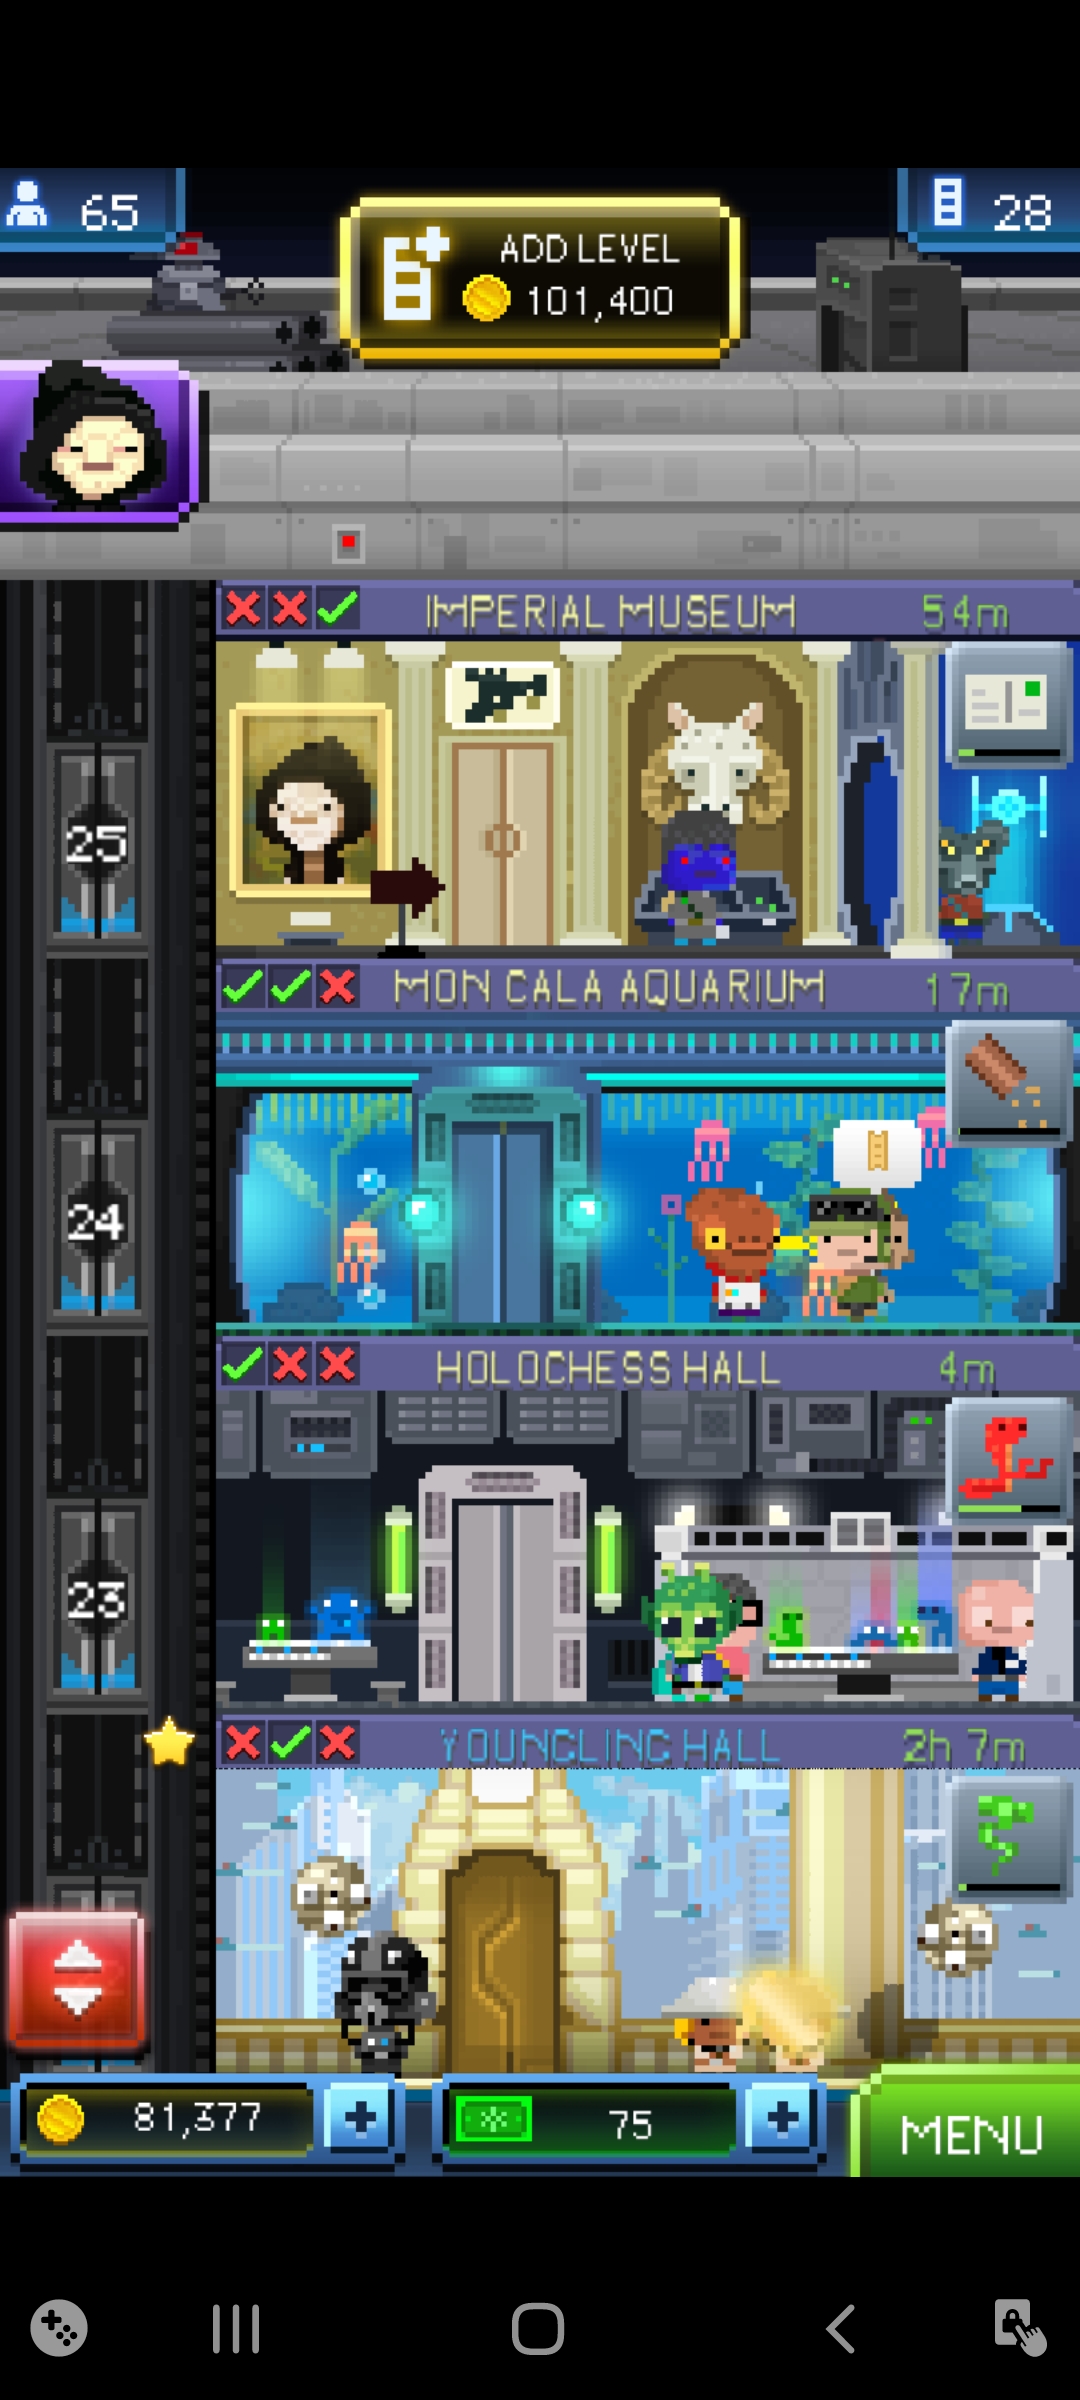 65
ADD LEVEL
101,400
28
IMPERIAL MUSEUM 54m
25
MON CALA AQUARIUM 17m
24
HOLOCHESS HALL 4m
23
YOUNGLING HALL 2h 7m
81,377
75
MENU